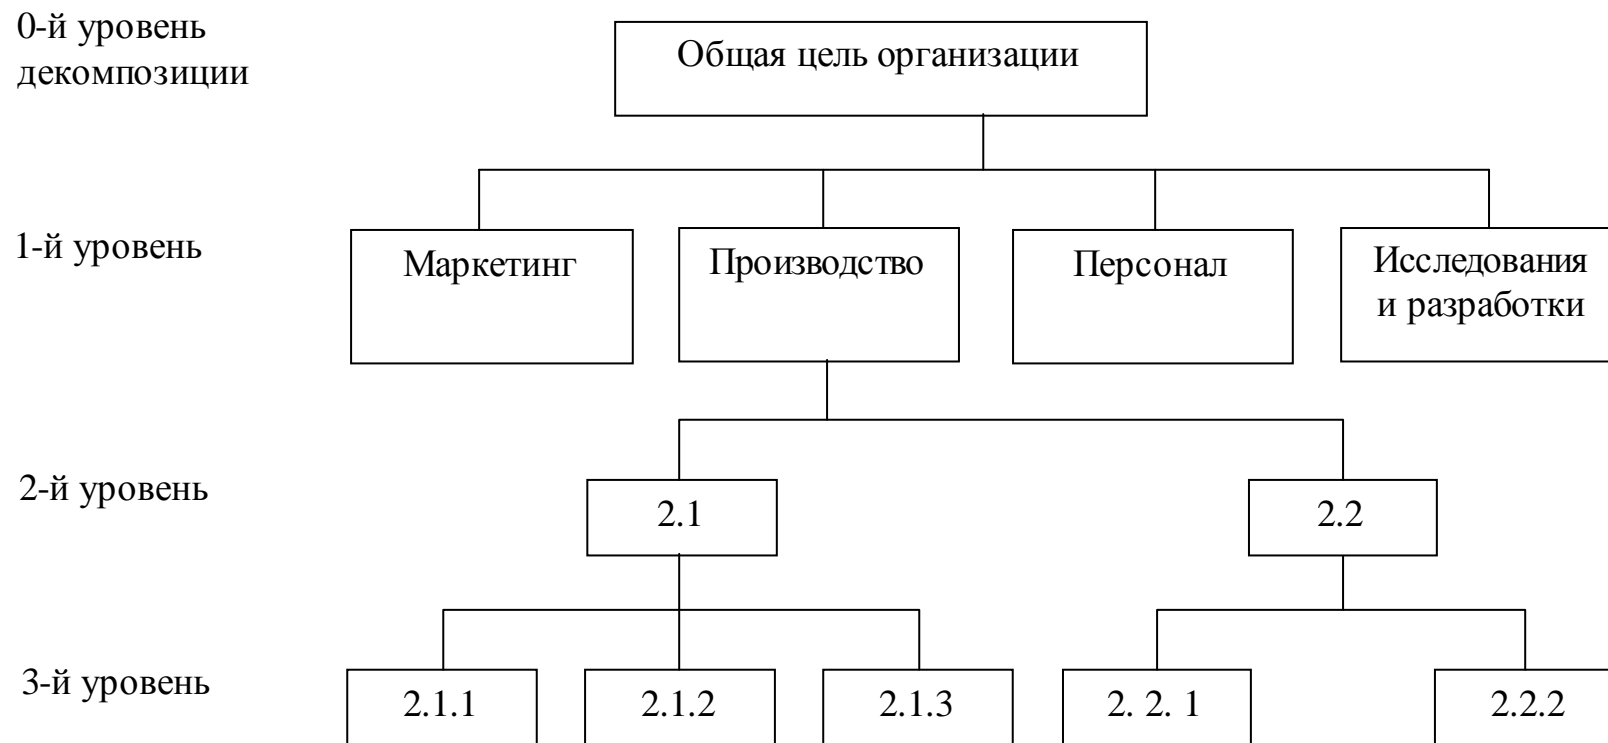 0-й уровень
декомпозиции
Общая цель организации
1-й уровень
Маркетинг
Производство
Персонал
Исследования
и разработки
2-й уровень
2.1
2.2
3-й уровень
2.1.1
2.1.2
2.1.3
2. 2. 1
2.2.2